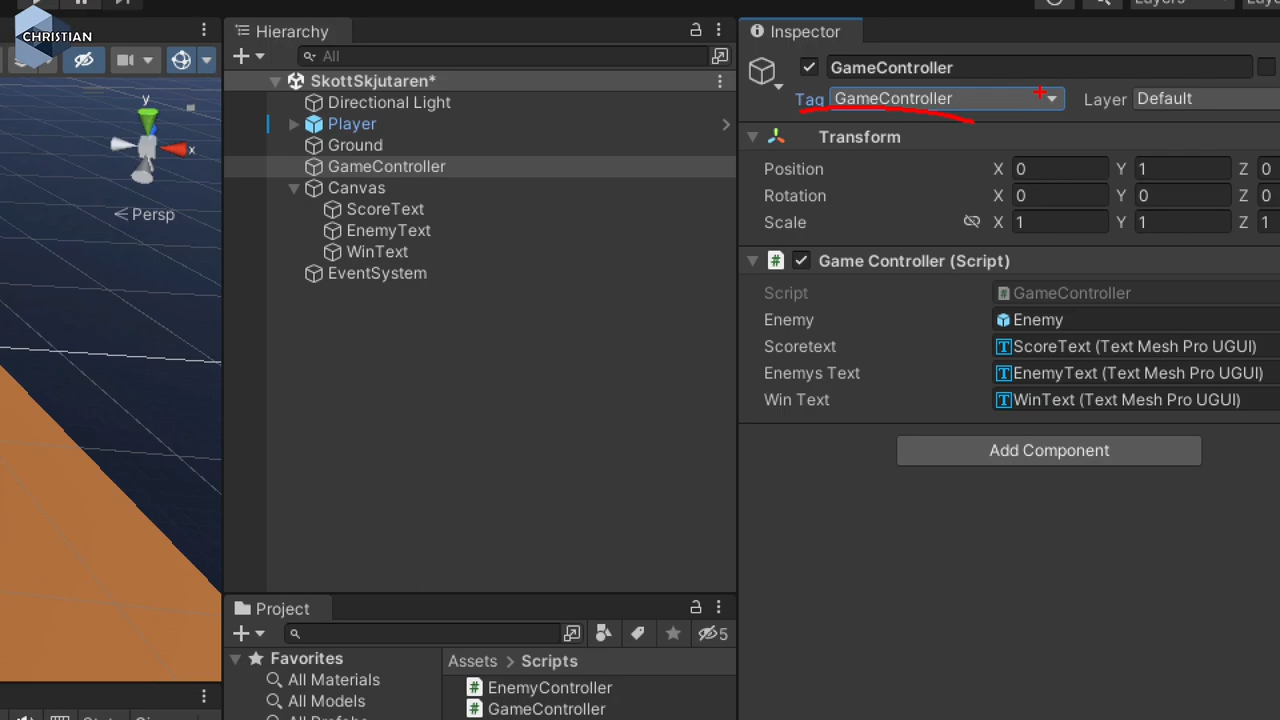 CHRISTIAN
Persp
Hierarchy
All
SkottSkjutaren*
Directional Light
Player
Ground
GameController
Canvas
ScoreText
EnemyText
WinText
EventSystem
Project
5
Favorites
All Materials
All Models
Assets > Scripts
EnemyController
GameController
Layers
Inspector
GameController
Tag GameController Layer Default
Transform
Position X 0 Y 1 Z 0
Rotation X 0 Y 0 Z 0
Scale X 1 Y 1 Z 1
Game Controller (Script)
Script GameController
Enemy Enemy
Scoretext ScoreText (Text Mesh Pro UGUI)
Enemys Text EnemyText (Text Mesh Pro UGUI)
Win Text WinText (Text Mesh Pro UGUI)
Add Component
y
x